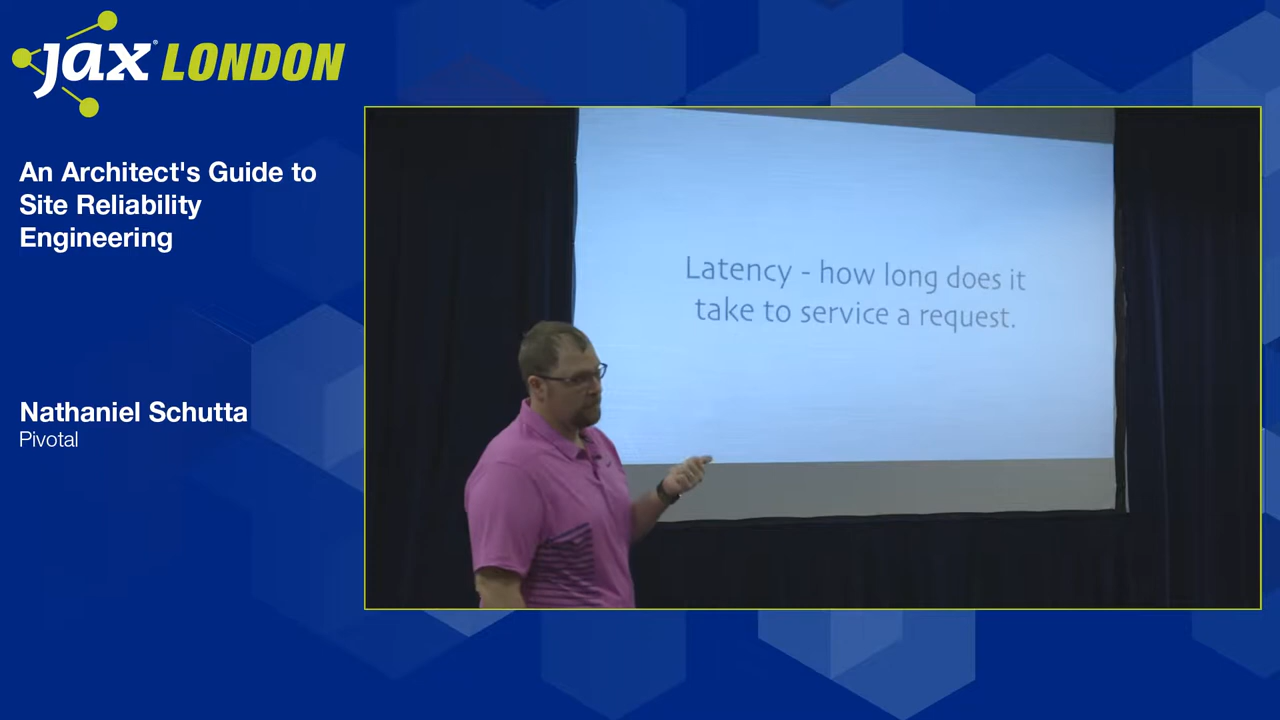 jax LONDON
An Architect's Guide to
Site Reliability
Engineering
Nathaniel Schutta
Pivotal
Latency - how long does it
take to service a request.